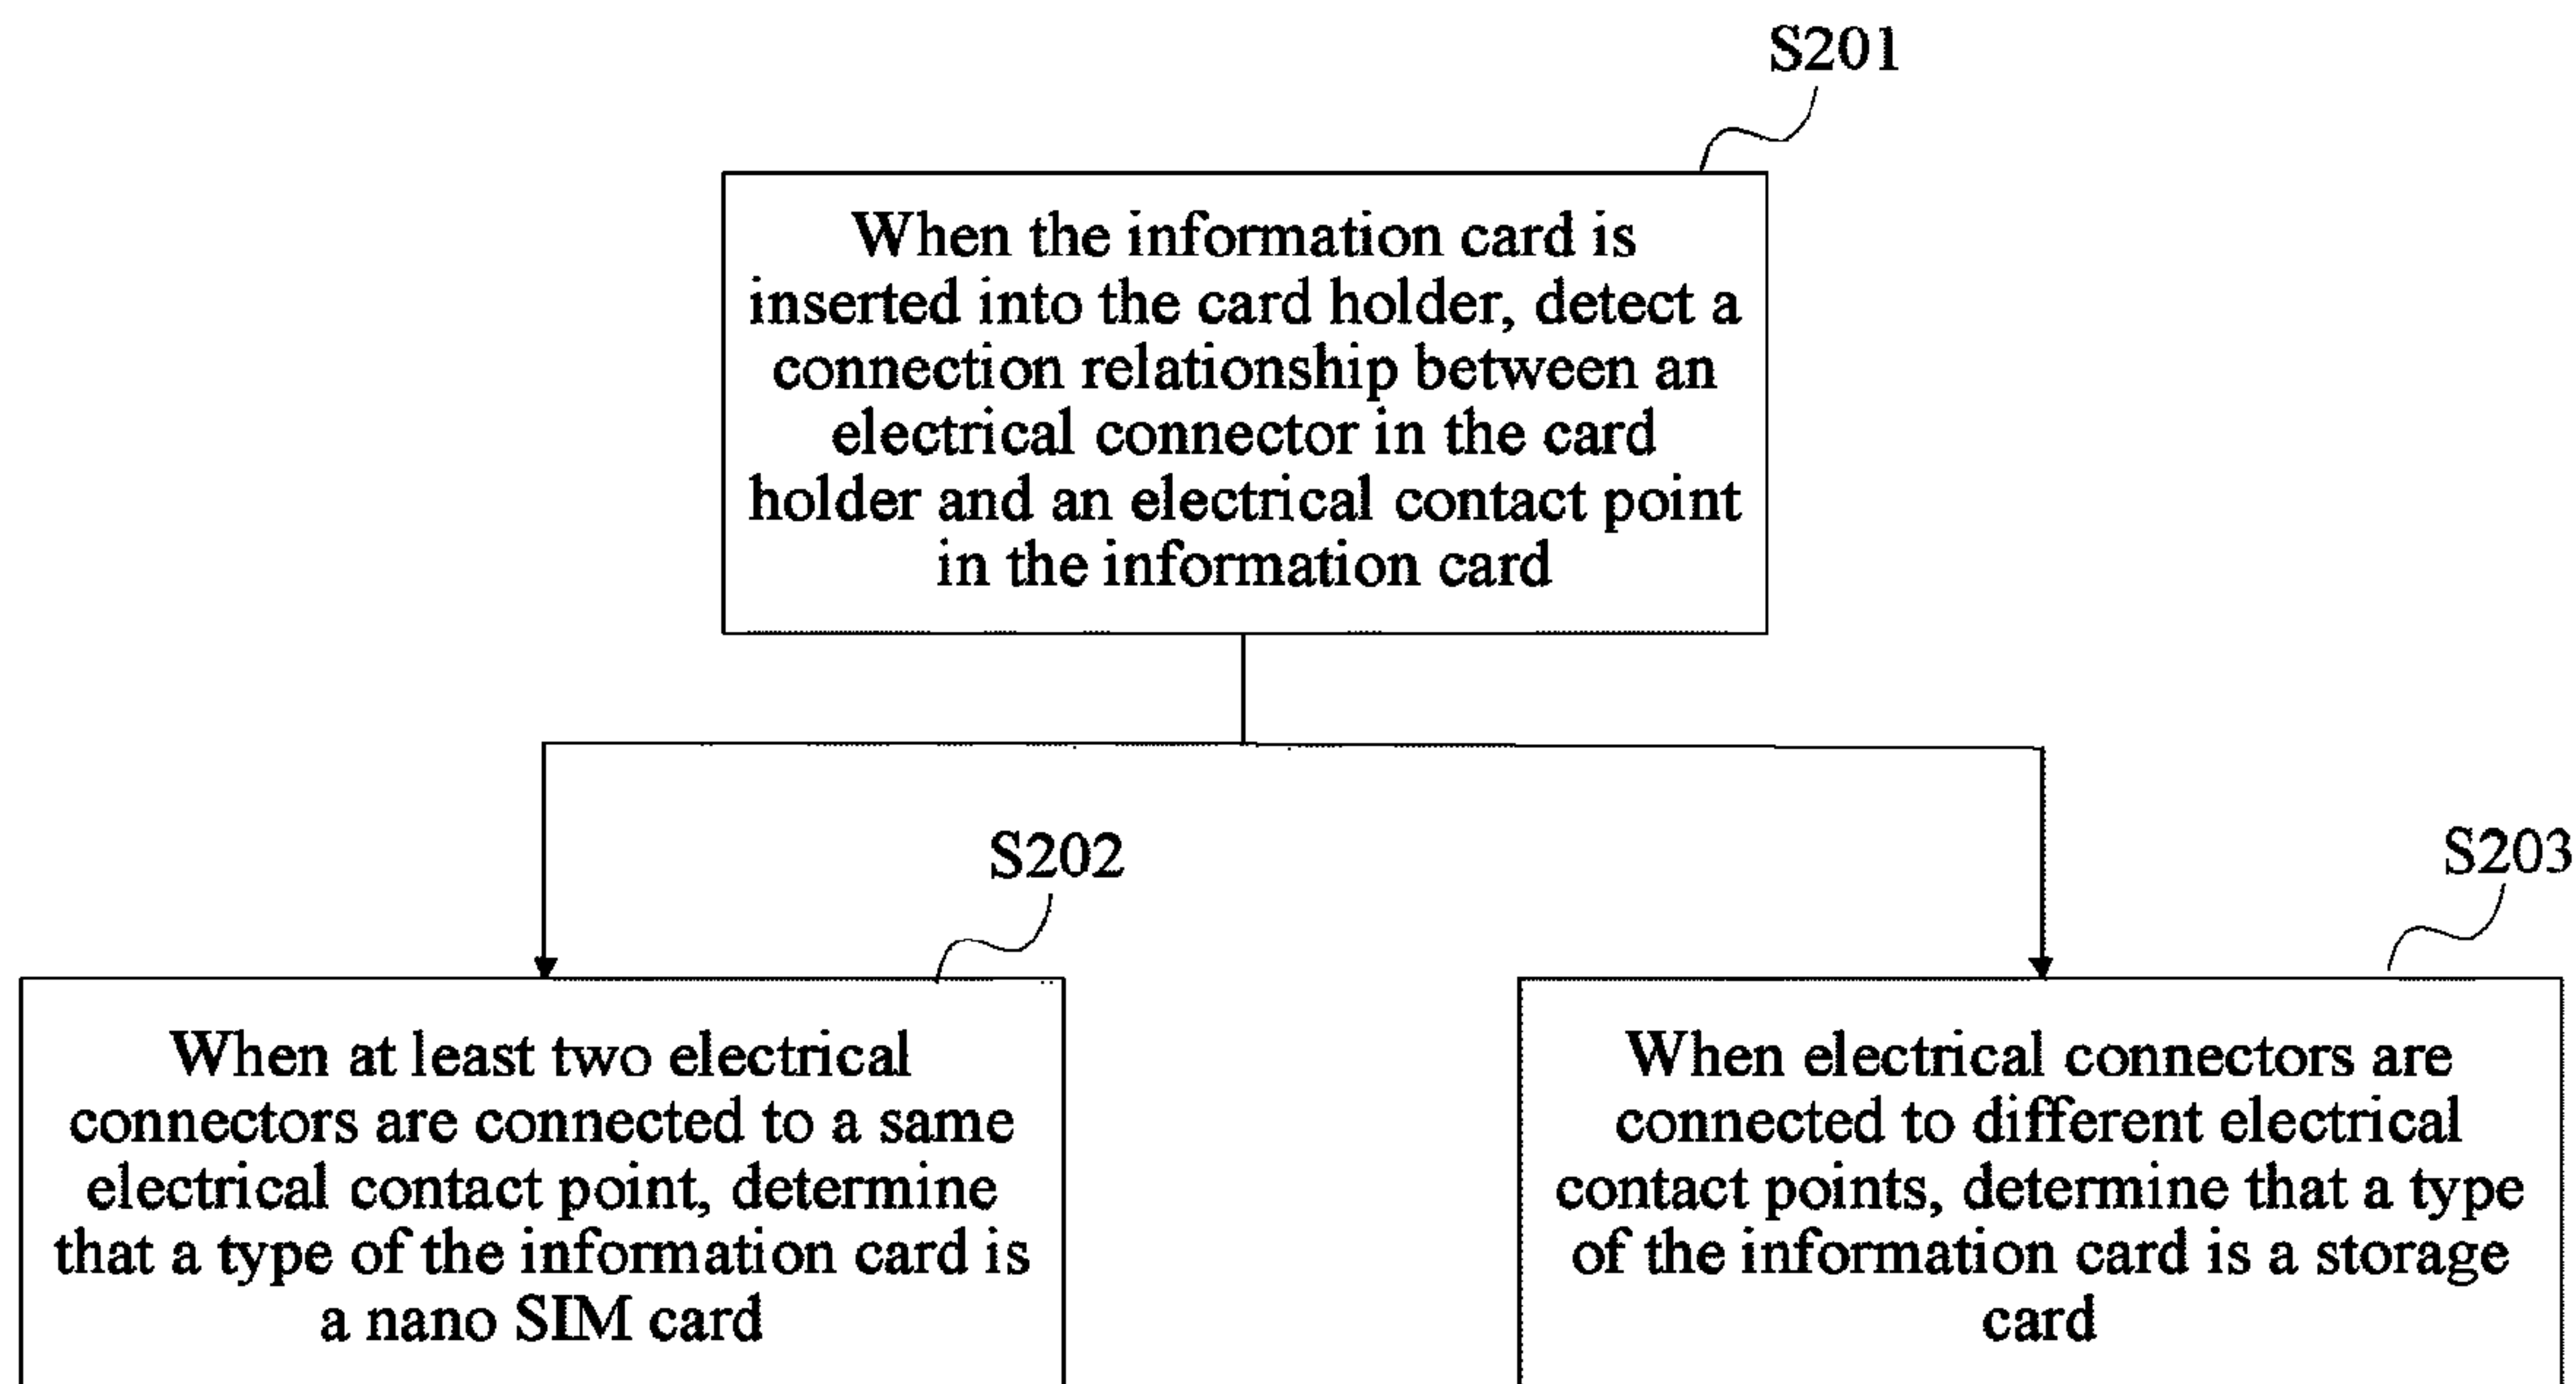 S201
When the information card is
inserted into the card holder, detect a
connection relationship between an
electrical connector in the card
holder and an electrical contact point
in the information card
S202
When at least two electrical
connectors are connected to a same
electrical contact point, determine
that a type of the information card is
a nano SIM card
S203
When electrical connectors are
connected to different electrical
contact points, determine that a type
of the information card is a storage
card